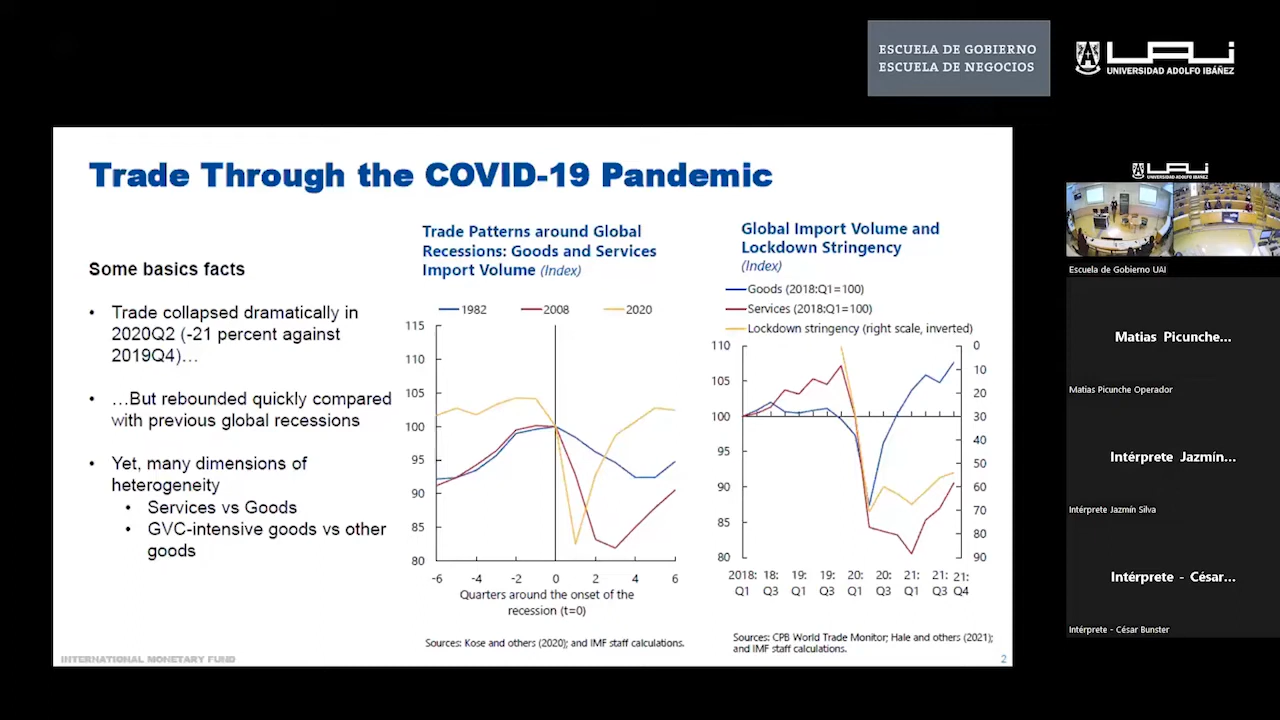 ESCUELA DE GOBIERNO
ESCUELA DE NEGOCIOS
UAI
UNIVERSIDAD ADOLFO IBÁÑEZ
Trade Through the COVID-19 Pandemic
Some basics facts
• Trade collapsed dramatically in
2020Q2 (-21 percent against
2019Q4)…
• …But rebounded quickly compared
with previous global recessions
• Yet, many dimensions of
heterogeneity
• Services vs Goods
• GVC-intensive goods vs other
goods
Trade Patterns around Global
Recessions: Goods and Services
Import Volume (Index)
1982 2008 2020
115
110
105
100
95
90
85
80
-6 -4 -2 0 2 4 6
Quarters around the onset of the
recession (t=0)
Sources: Kose and others (2020); and IMF staff calculations.
Global Import Volume and
Lockdown Stringency
(Index)
Goods (2018:Q1=100)
Services (2018:Q1=100)
Lockdown stringency (right scale, inverted)
110 0
10
105 20
100 30
40
95 50
90 60
70
85 80
80 90
2018: 18: 19: 19: 20: 20: 21: 21: 21:
Q1 Q3 Q1 Q3 Q1 Q3 Q1 Q3 Q4
Sources: CPB World Trade Monitor; Hale and others (2021);
and IMF staff calculations.
INTERNATIONAL MONETARY FUND
2
UAI
UNIVERSIDAD ADOLFO IBÁÑEZ
Escuela de Gobierno UAI
Matias Picunche...
Matias Picunche Operador
Intérprete Jazmín...
Intérprete Jazmín Silva
Intérprete - César...
Intérprete - César Bunster